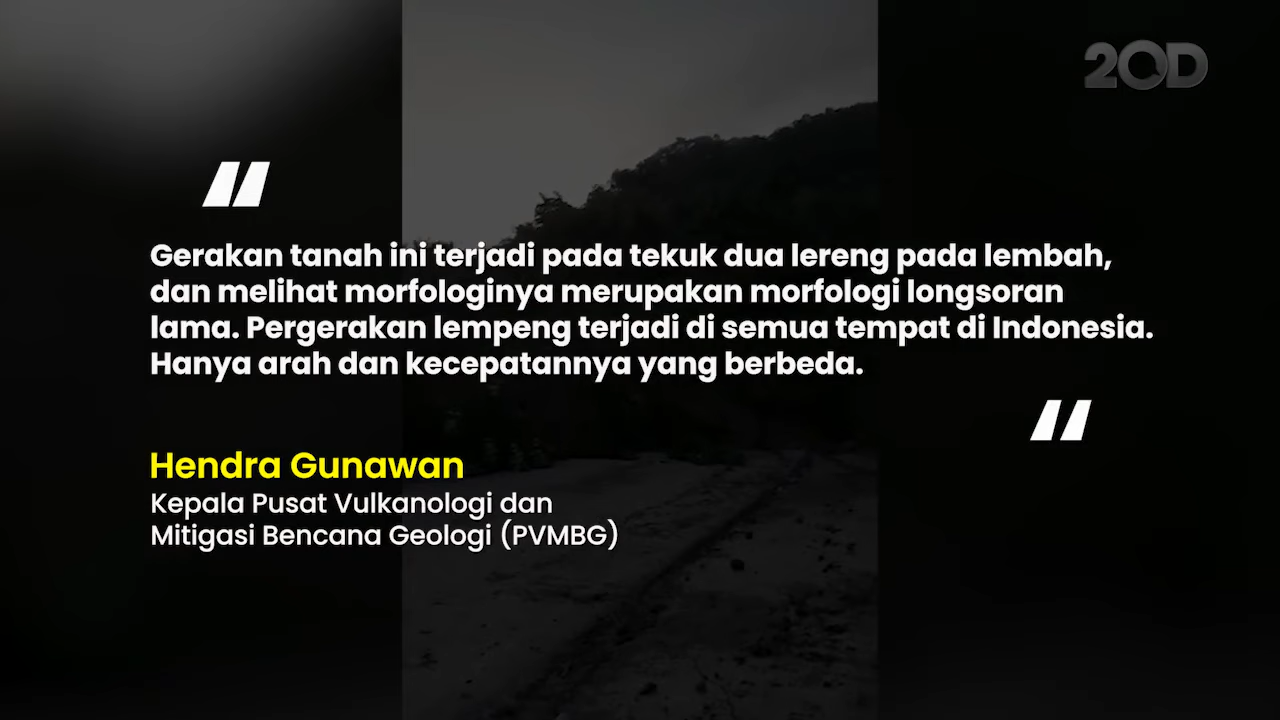 20D
"
Gerakan tanah ini terjadi pada tekuk dua lereng pada lembah,
dan melihat morfologinya merupakan morfologi longsoran
lama. Pergerakan lempeng terjadi di semua tempat di Indonesia.
Hanya arah dan kecepatannya yang berbeda.
"
Hendra Gunawan
Kepala Pusat Vulkanologi dan
Mitigasi Bencana Geologi (PVMBG)